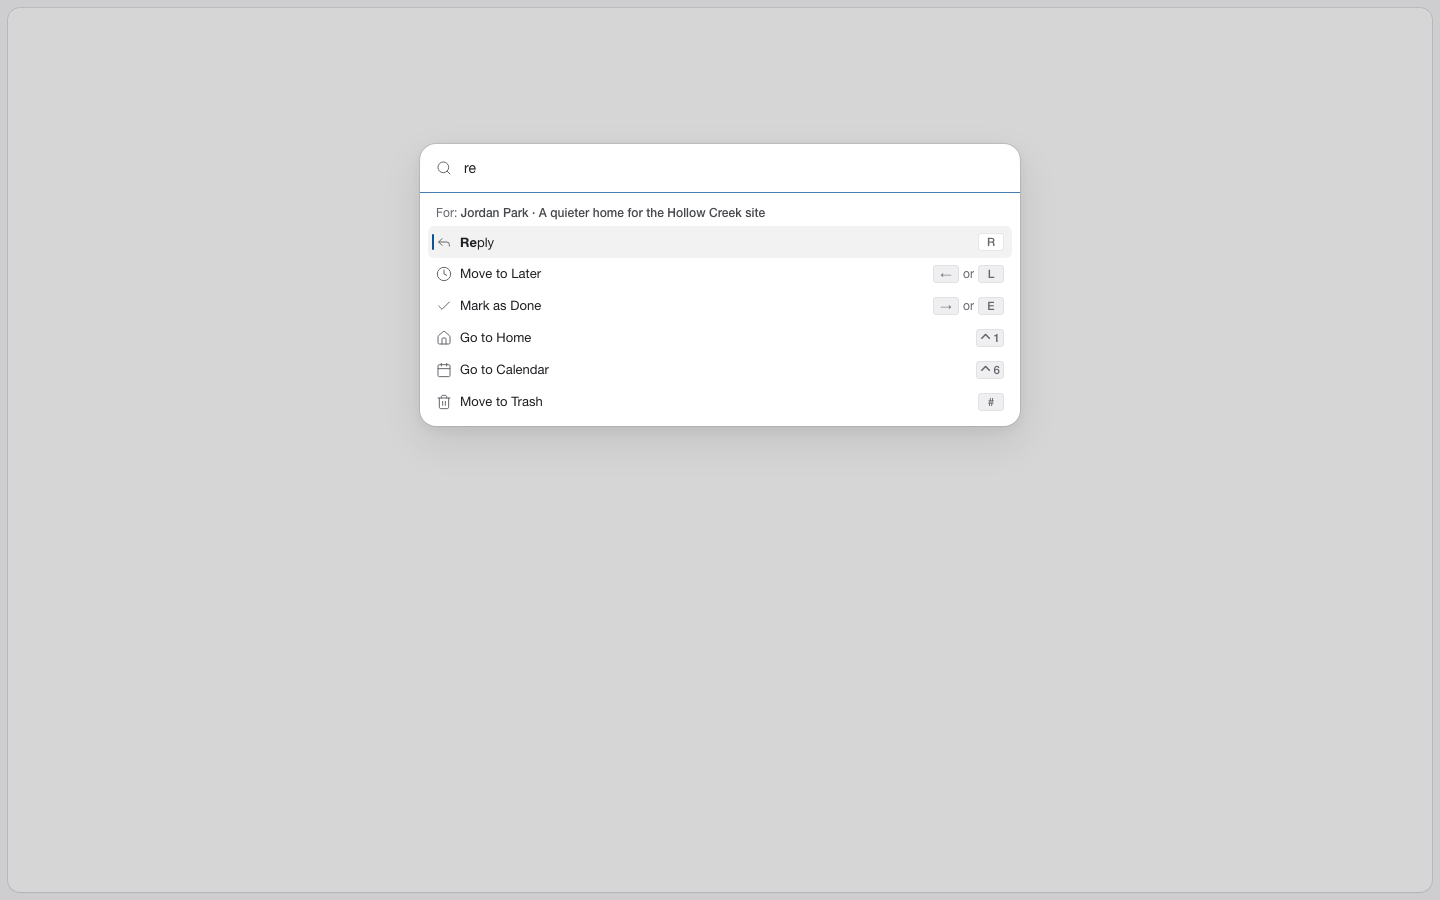 re
For: Jordan Park · A quieter home for the Hollow Creek site
Reply R
Move to Later ← or L
Mark as Done → or E
Go to Home ^ 1
Go to Calendar ^ 6
Move to Trash #